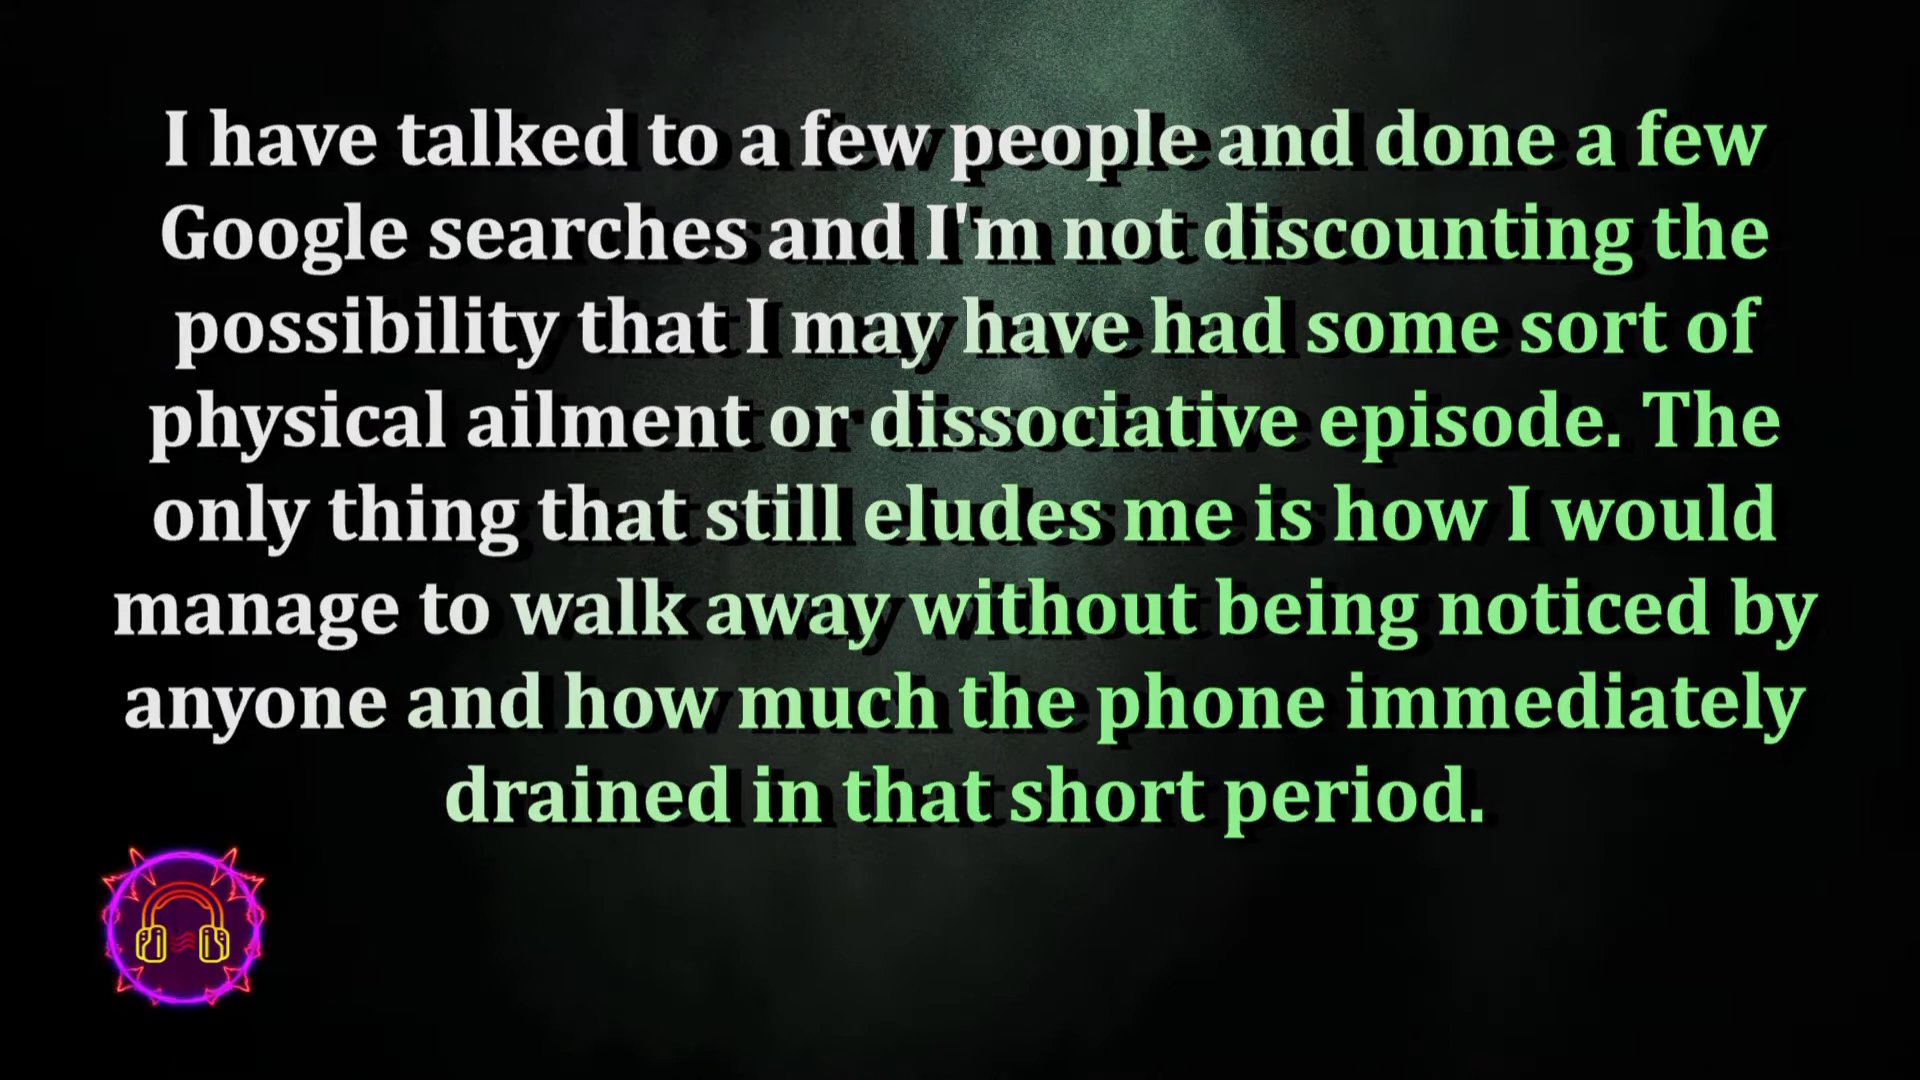 I have talked to a few people and done a few
Google searches and I'm not discounting the
possibility that I may have had some sort of
physical ailment or dissociative episode. The
only thing that still eludes me is how I would
manage to walk away without being noticed by
anyone and how much the phone immediately
drained in that short period.